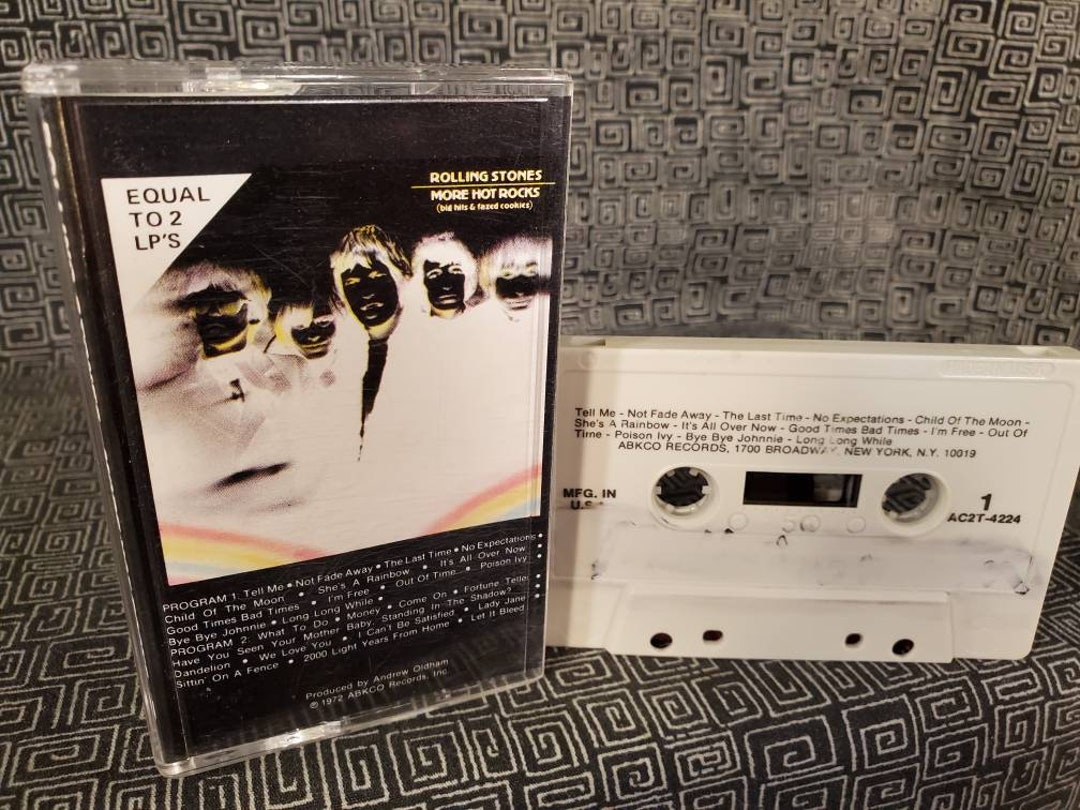 EQUAL
TO 2
LP'S
ROLLING STONES
MORE HOT ROCKS
(big hits & fazed cookies)
PROGRAM 1: Tell Me • Not Fade Away • The Last Time • No Expectations •
Child Of The Moon • She's A Rainbow • It's All Over Now •
Good Times Bad Times • I'm Free • Out Of Time • Poison Ivy •
Bye Bye Johnnie • Long Long While •
PROGRAM 2: What To Do • Money • Come On • Fortune Teller •
Have You Seen Your Mother Baby, Standing In The Shadow? •
Dandelion • We Love You • I Can't Be Satisfied • Lady Jane •
Sittin' On A Fence • 2000 Light Years From Home • Let It Bleed
Produced by Andrew Oldham
℗ 1972 ABKCO Records, Inc.
Tell Me - Not Fade Away - The Last Time - No Expectations - Child Of The Moon -
She's A Rainbow - It's All Over Now - Good Times Bad Times - I'm Free - Out Of
Time - Poison Ivy - Bye Bye Johnnie - Long Long While
ABKCO RECORDS, 1700 BROADWAY, NEW YORK, N.Y. 10019
MFG. IN
U.S.
1
AC2T-4224